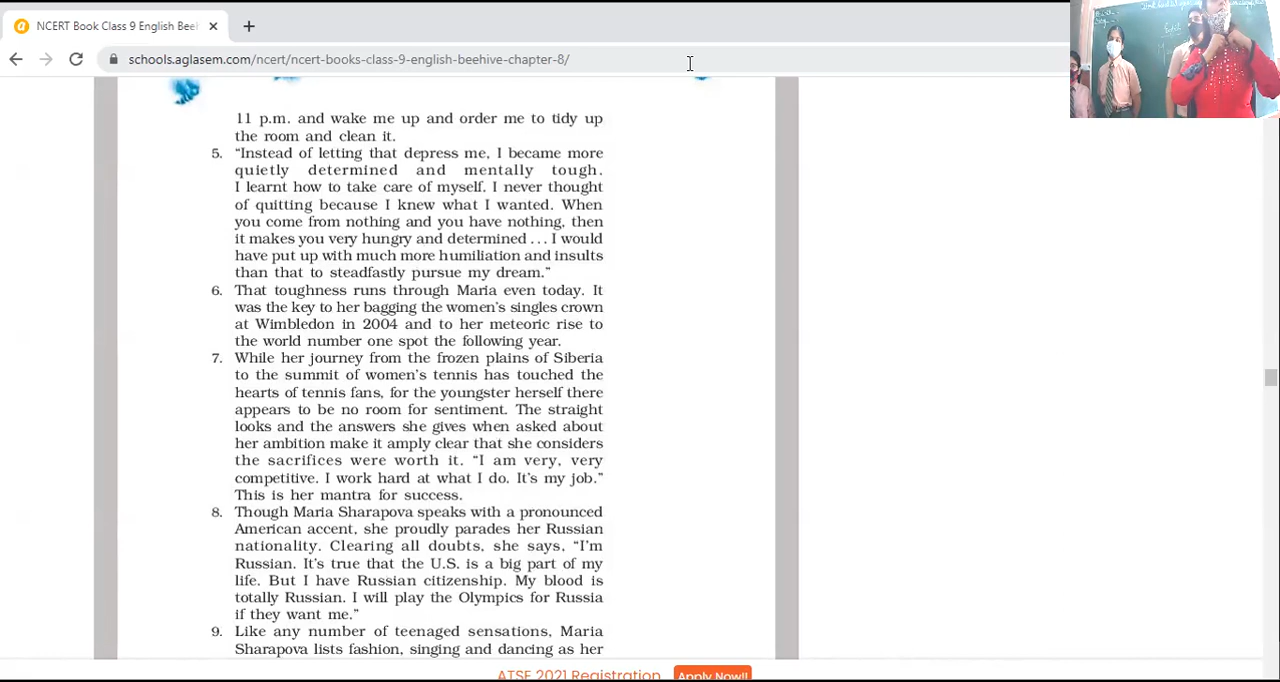 NCERT Book Class 9 English Bee
schools.aglasem.com/ncert/ncert-books-class-9-english-beehive-chapter-8/
11 p.m. and wake me up and order me to tidy up
the room and clean it.
5. “Instead of letting that depress me, I became more
quietly determined and mentally tough.
I learnt how to take care of myself. I never thought
of quitting because I knew what I wanted. When
you come from nothing and you have nothing, then
it makes you very hungry and determined ... I would
have put up with much more humiliation and insults
than that to steadfastly pursue my dream.”
6. That toughness runs through Maria even today. It
was the key to her bagging the women’s singles crown
at Wimbledon in 2004 and to her meteoric rise to
the world number one spot the following year.
7. While her journey from the frozen plains of Siberia
to the summit of women’s tennis has touched the
hearts of tennis fans, for the youngster herself there
appears to be no room for sentiment. The straight
looks and the answers she gives when asked about
her ambition make it amply clear that she considers
the sacrifices were worth it. “I am very, very
competitive. I work hard at what I do. It’s my job.”
This is her mantra for success.
8. Though Maria Sharapova speaks with a pronounced
American accent, she proudly parades her Russian
nationality. Clearing all doubts, she says, “I’m
Russian. It’s true that the U.S. is a big part of my
life. But I have Russian citizenship. My blood is
totally Russian. I will play the Olympics for Russia
if they want me.”
9. Like any number of teenaged sensations, Maria
Sharapova lists fashion, singing and dancing as her
ATSE 2021 Registration Apply Now!!